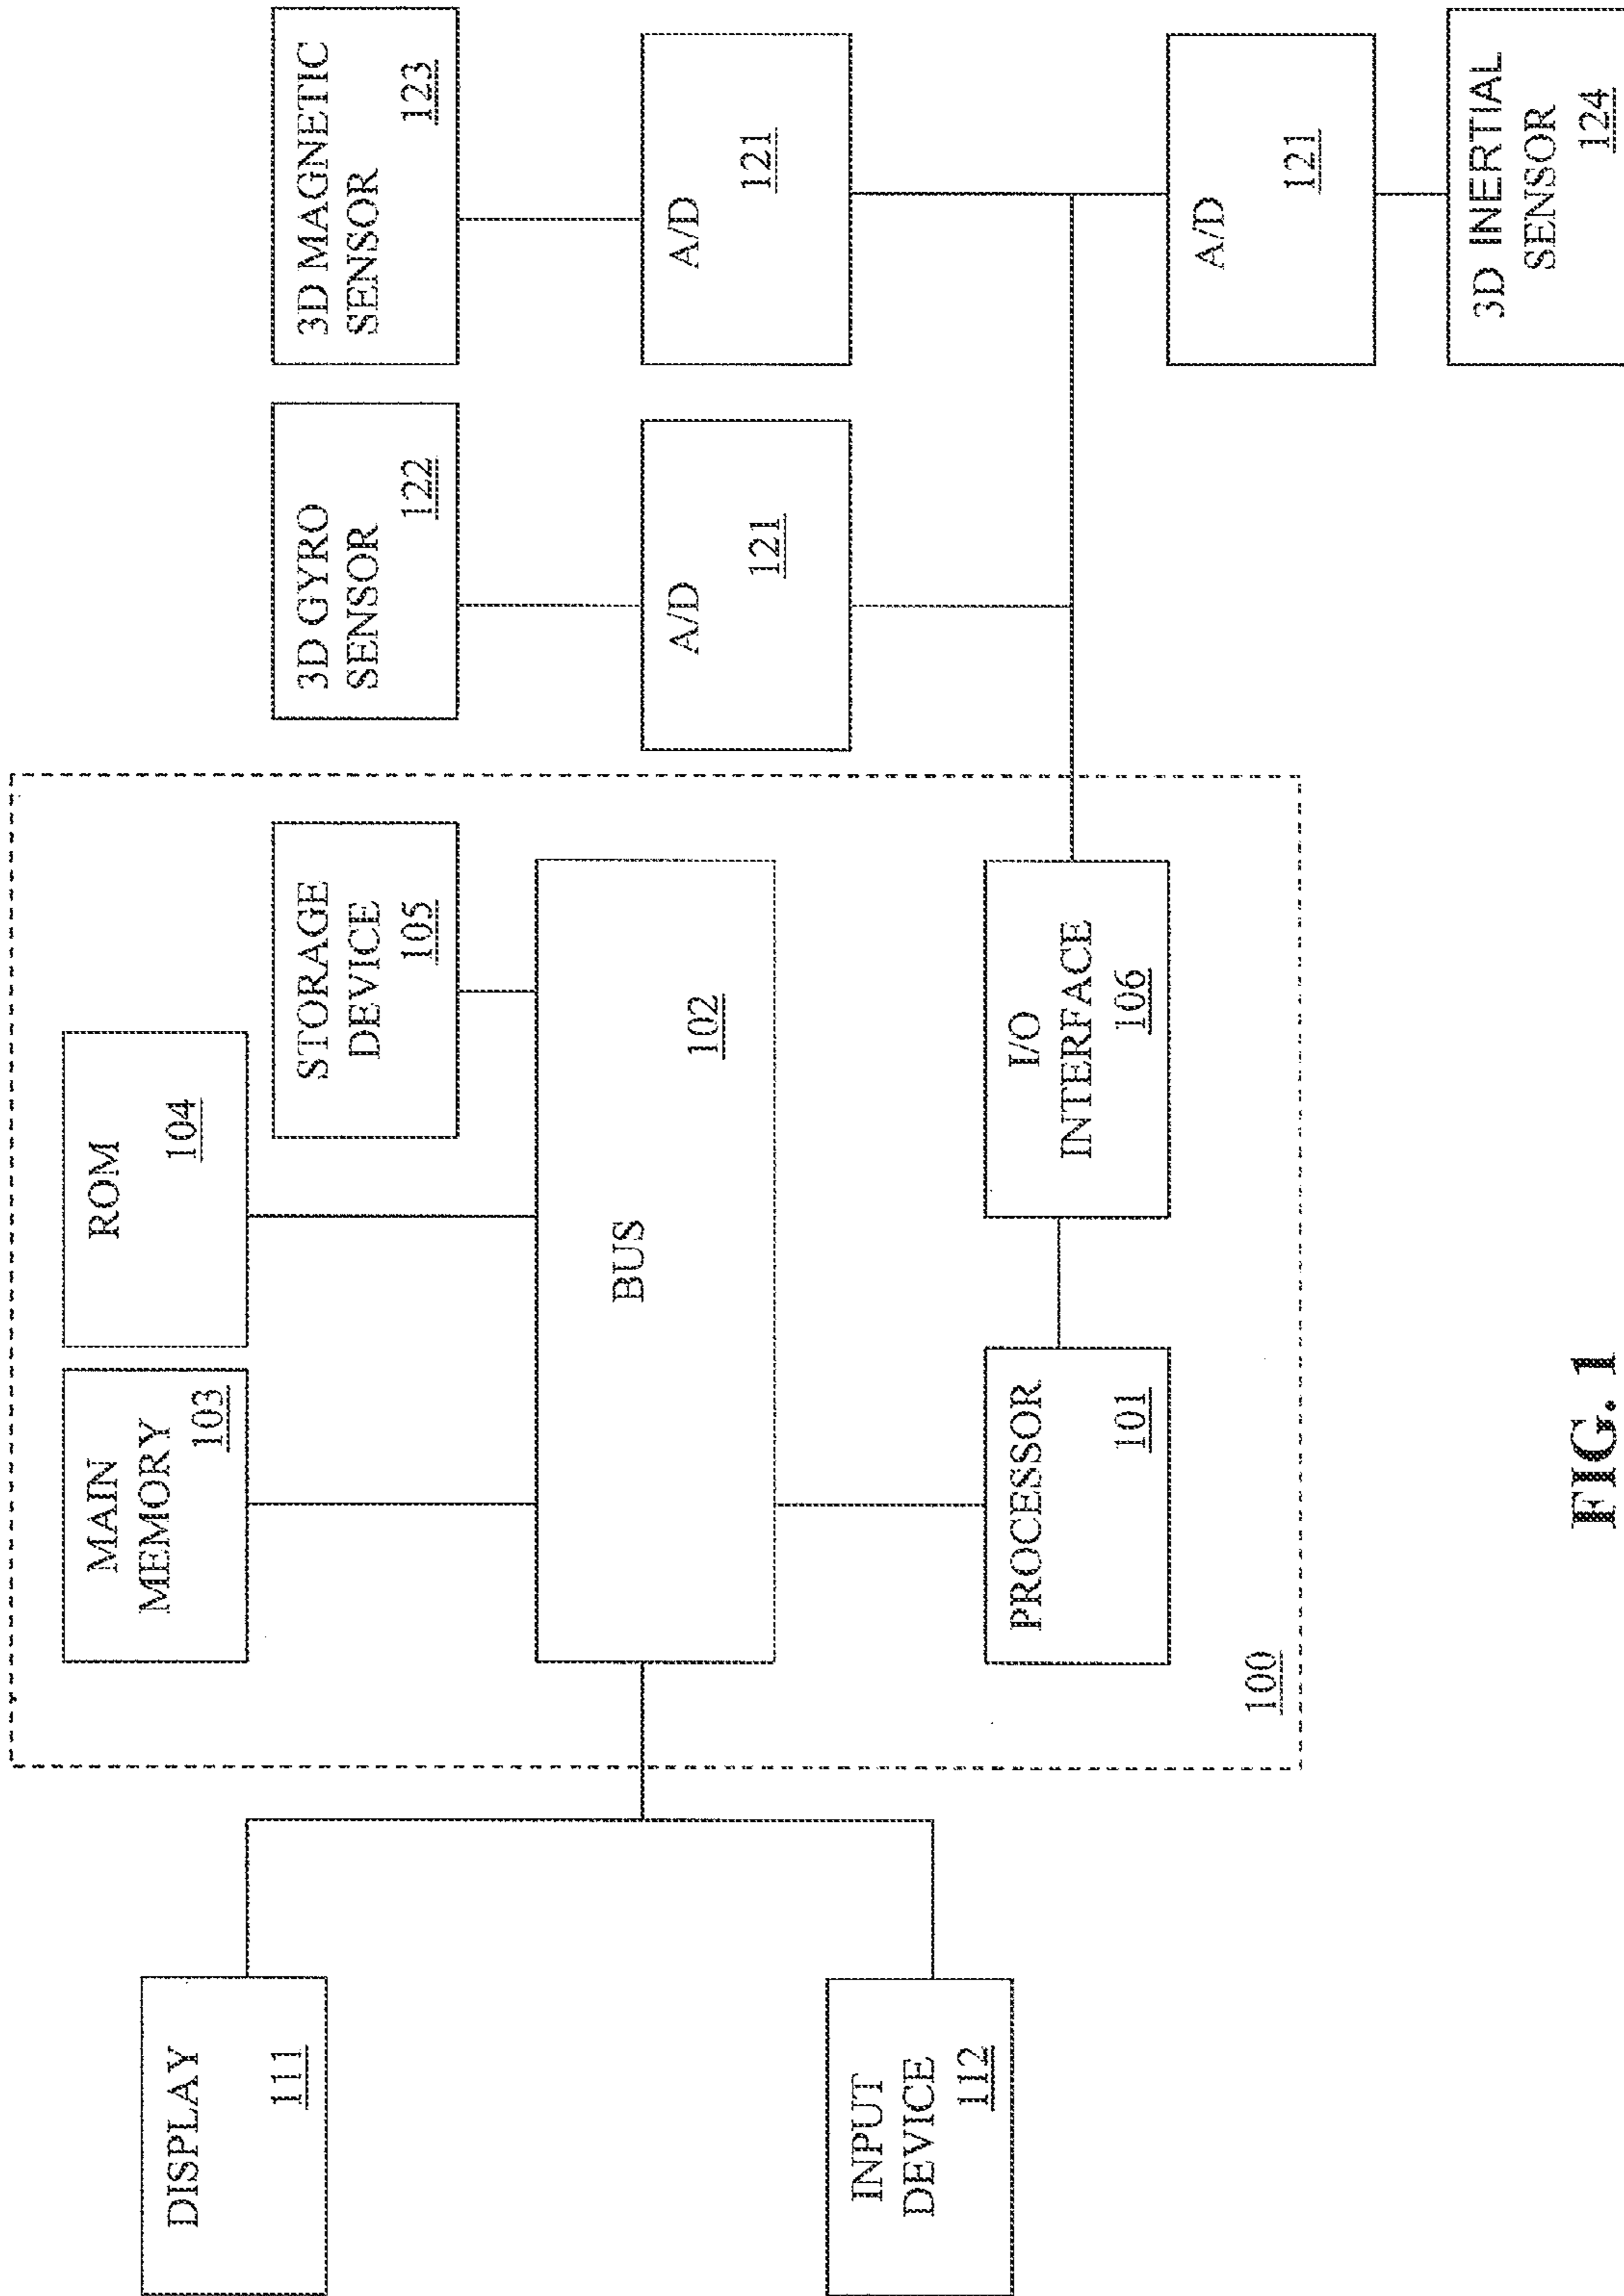 DISPLAY
111
INPUT
DEVICE
112
MAIN
MEMORY
103
ROM
104
STORAGE
DEVICE
105
BUS
102
PROCESSOR
101
I/O
INTERFACE
106
100
3D GYRO
SENSOR
122
3D MAGNETIC
SENSOR
123
A/D
121
A/D
121
A/D
121
3D INERTIAL
SENSOR
124
FIG. 1